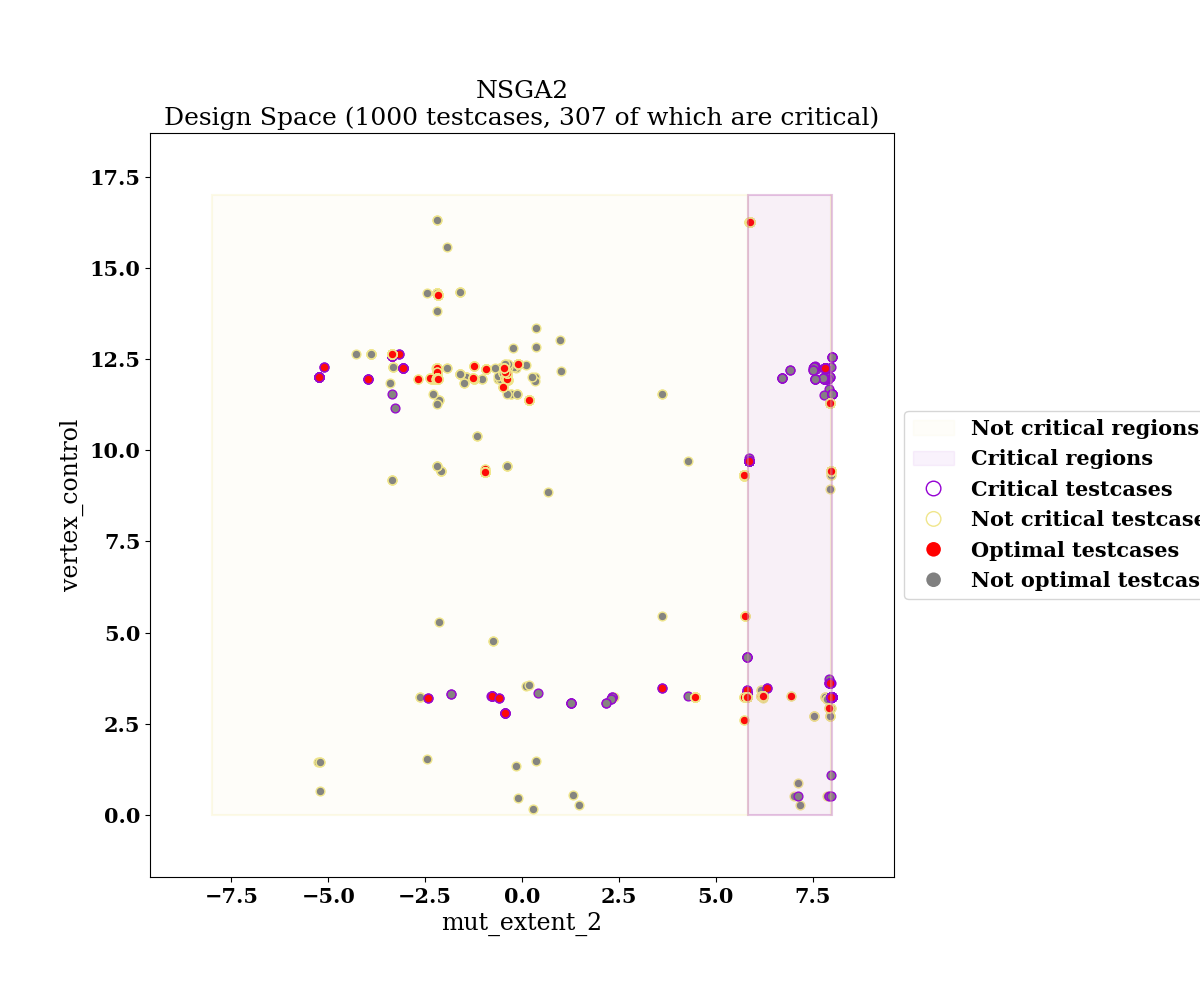 NSGA2
Design Space (1000 testcases, 307 of which are critical)
17.5
15.0
12.5
10.0
7.5
5.0
2.5
0.0
vertex_control
−7.5 −5.0 −2.5 0.0 2.5 5.0 7.5
mut_extent_2
Not critical regions
Critical regions
Critical testcases
Not critical testcase
Optimal testcases
Not optimal testcas